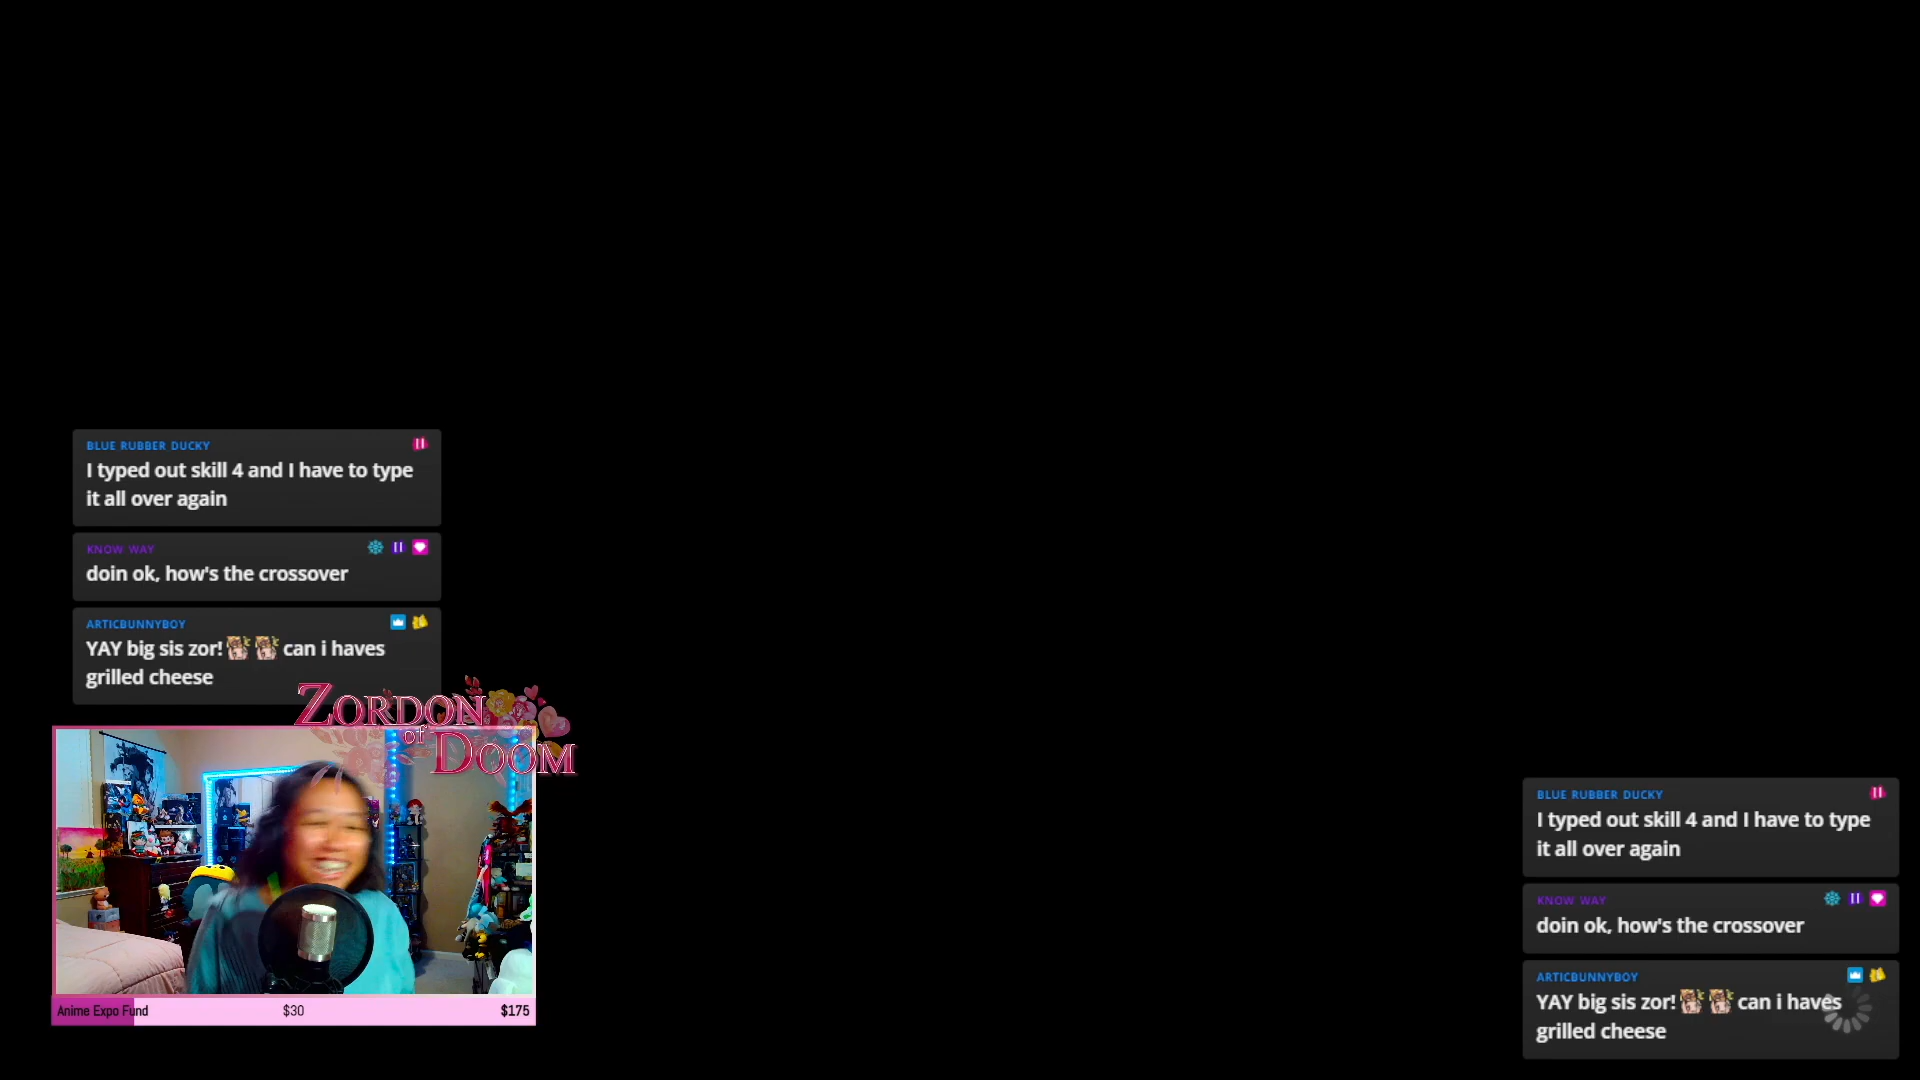 BLUE RUBBER DUCKY
I typed out skill 4 and I have to type
it all over again
KNOW WAY
doin ok, how's the crossover
ARTICBUNNYBOY
YAY big sis zor! can i haves
grilled cheese
ZORDON
of DOOM
Anime Expo Fund $30 $175
BLUE RUBBER DUCKY
I typed out skill 4 and I have to type
it all over again
KNOW WAY
doin ok, how's the crossover
ARTICBUNNYBOY
YAY big sis zor! can i haves
grilled cheese